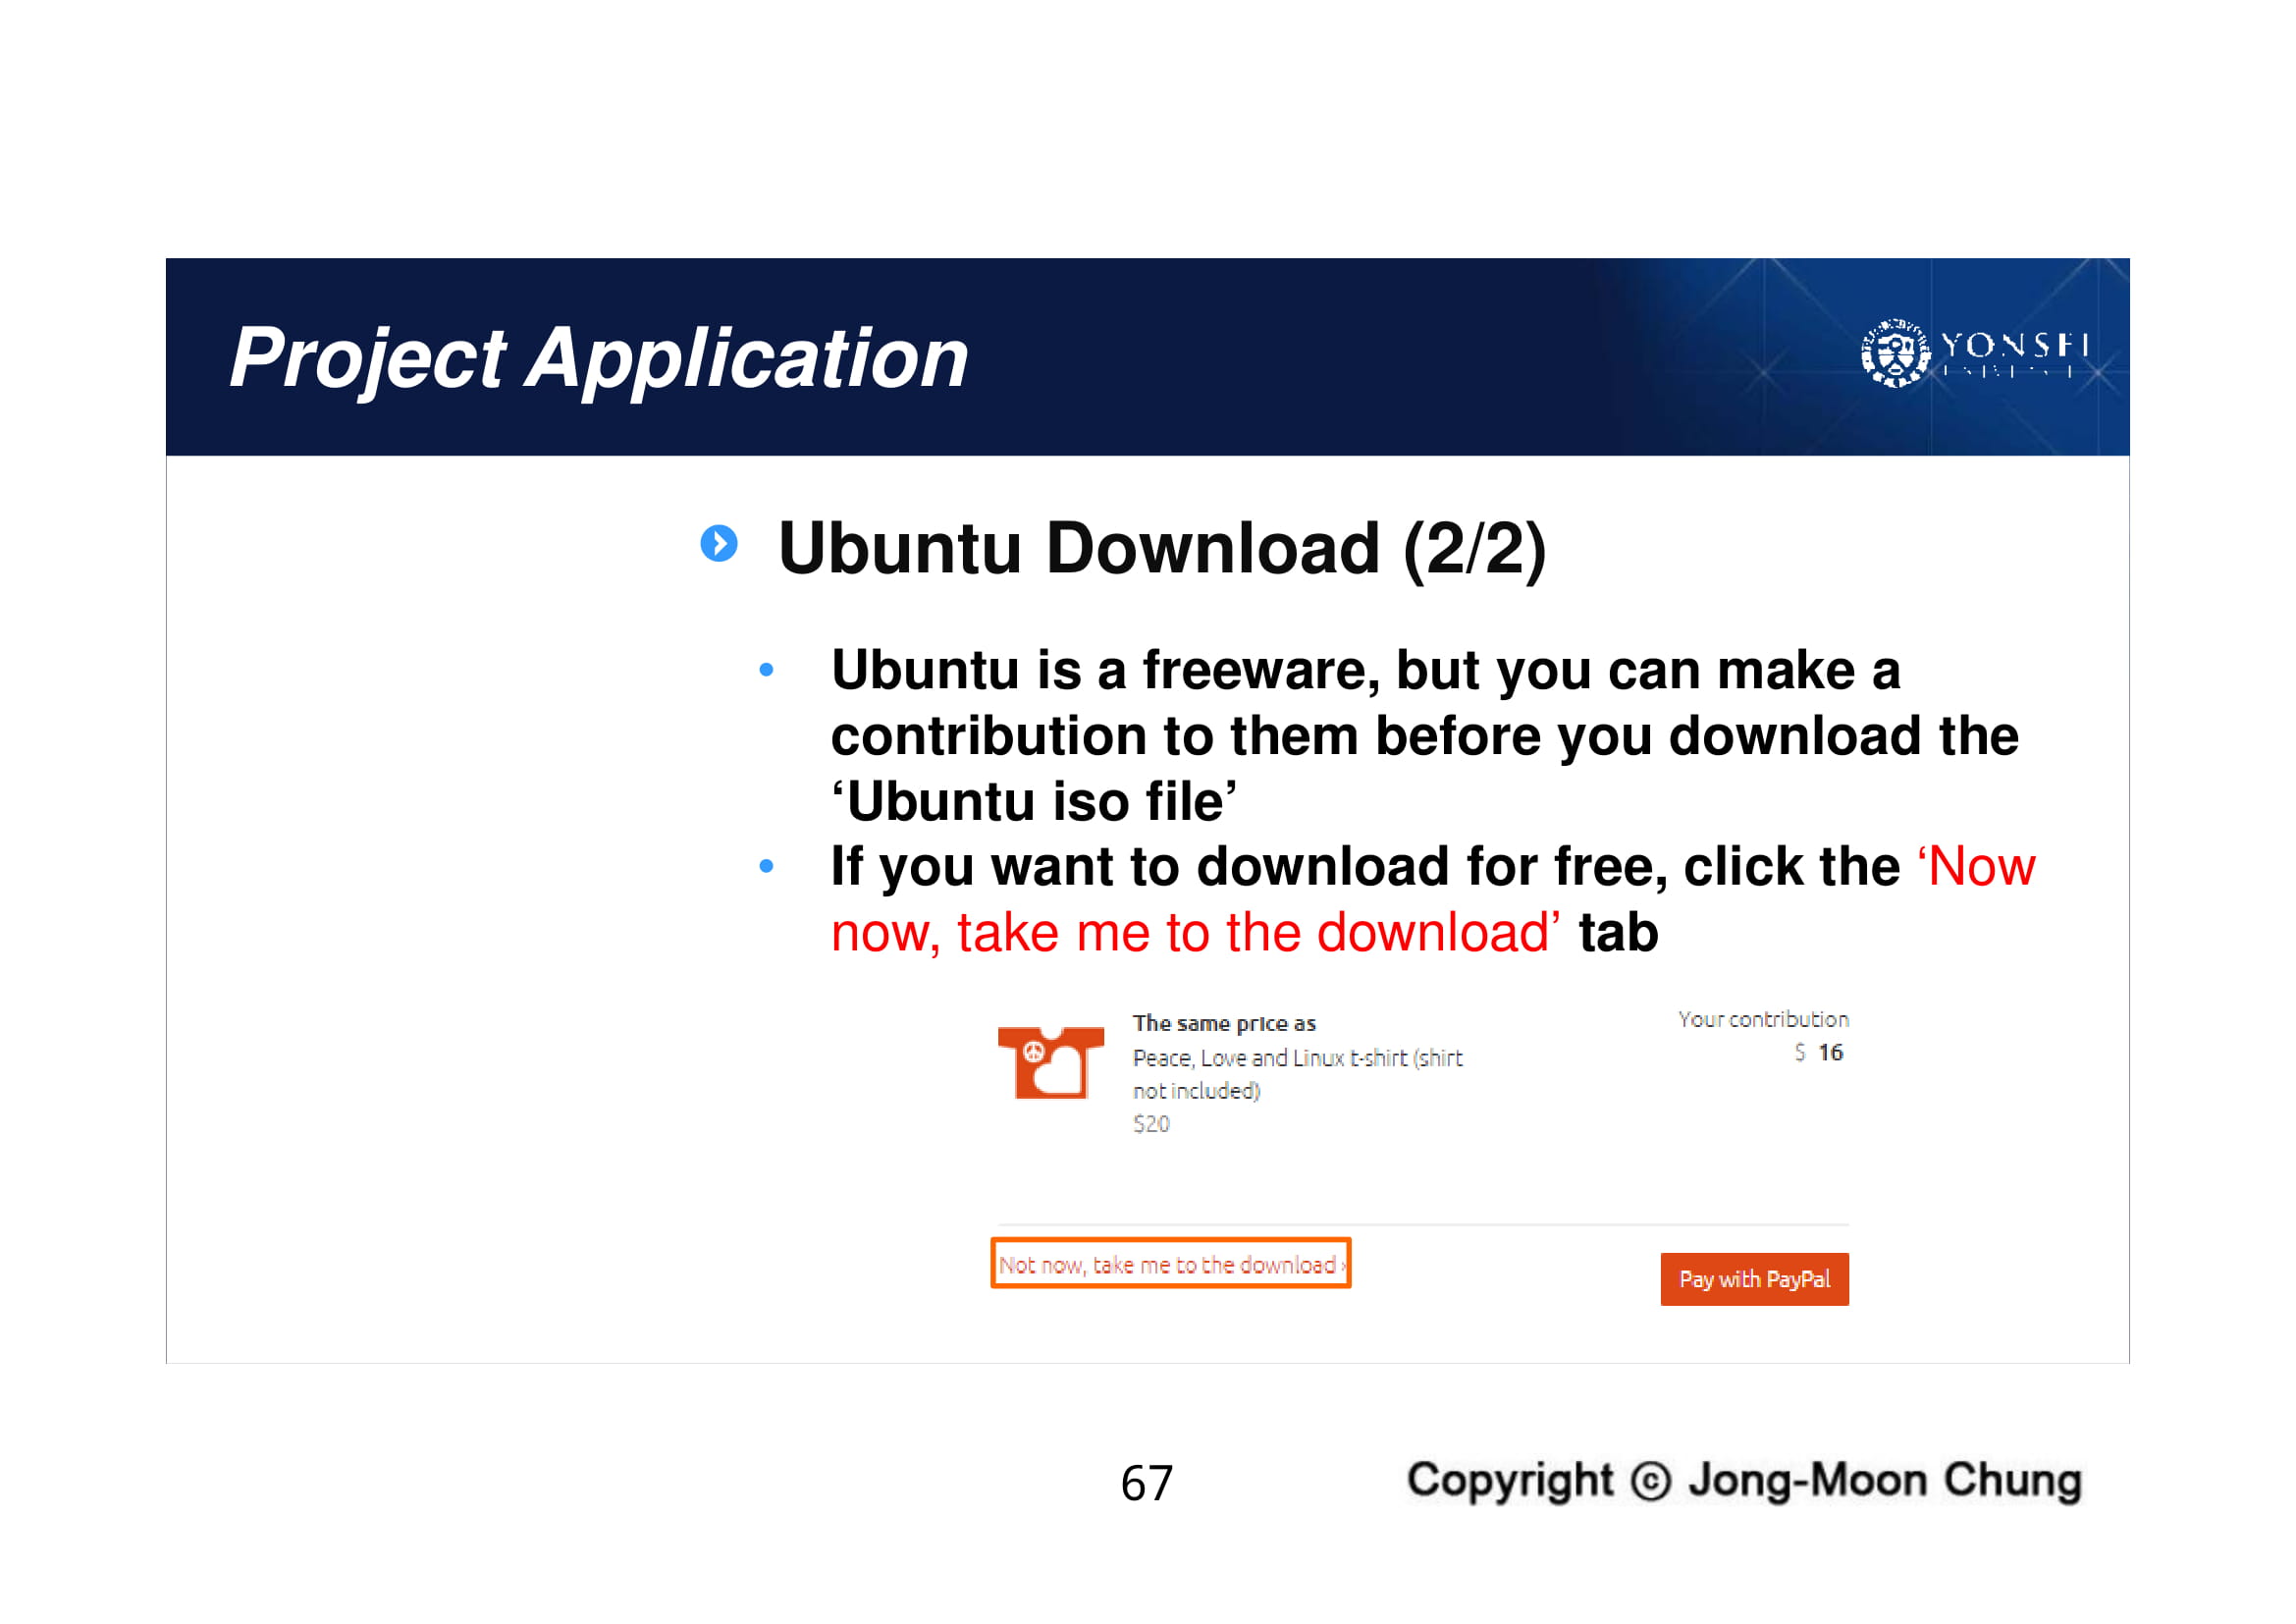 Project Application
YONSEI
Ubuntu Download (2/2)
• Ubuntu is a freeware, but you can make a
contribution to them before you download the
‘Ubuntu iso file’
• If you want to download for free, click the ‘Now
now, take me to the download’ tab
The same price as
Peace, Love and Linux t-shirt (shirt
not included)
$20
Your contribution
$ 16
Not now, take me to the download ›
Pay with PayPal
67
Copyright © Jong-Moon Chung